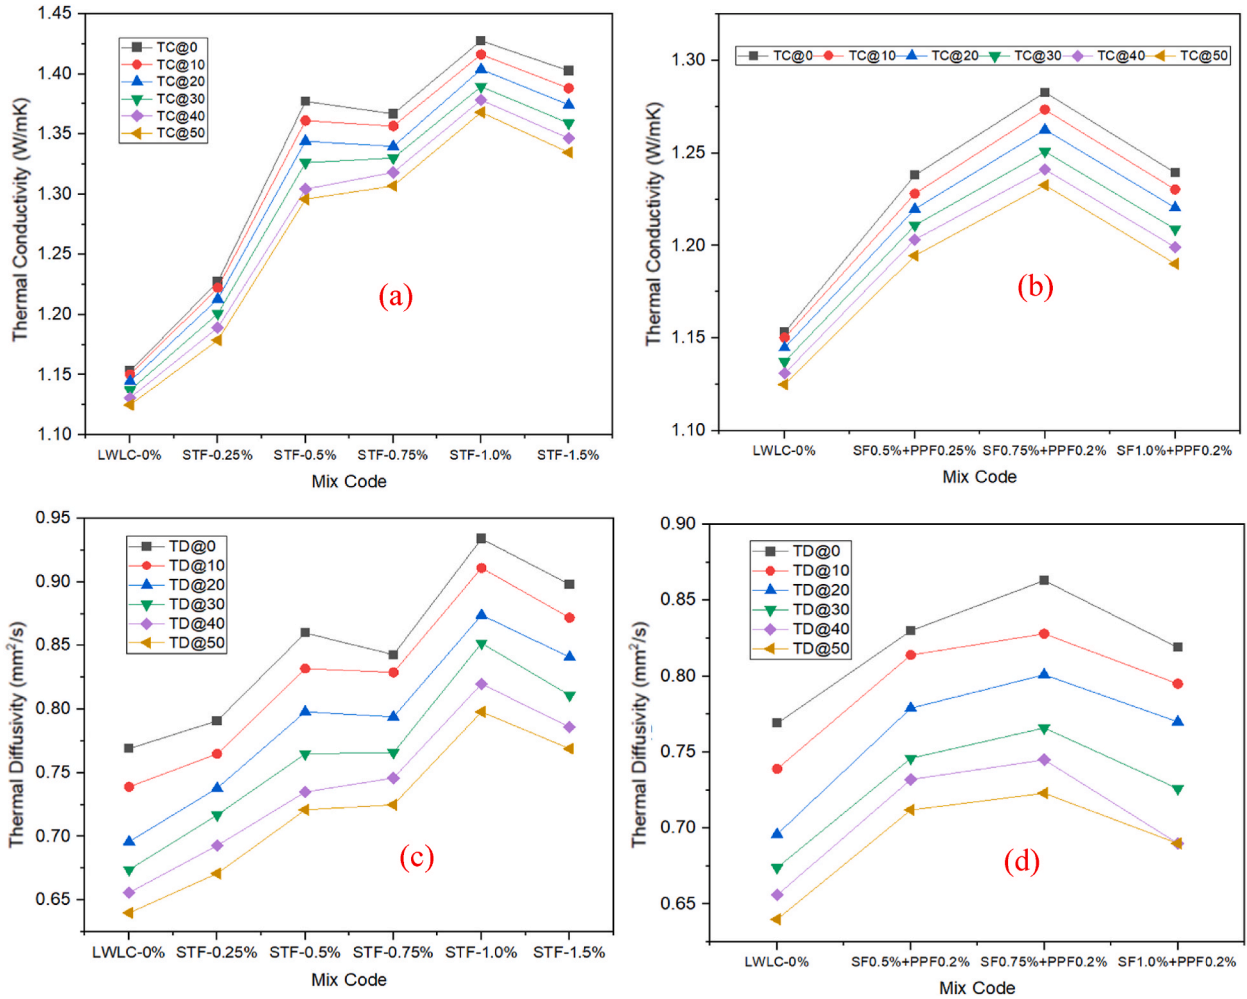 1.45
1.40
1.35
1.30
1.25
1.20
1.15
1.10
Thermal Conductivity (W/mK)
TC@0
TC@10
TC@20
TC@30
TC@40
TC@50
(a)
LWLC-0% STF-0.25% STF-0.5% STF-0.75% STF-1.0% STF-1.5%
Mix Code
1.30
1.25
1.20
1.15
1.10
Thermal Conductivity (W/mK)
TC@0 TC@10 TC@20 TC@30 TC@40 TC@50
(b)
LWLC-0% SF0.5%+PPF0.25% SF0.75%+PPF0.2% SF1.0%+PPF0.2%
Mix Code
0.95
0.90
0.85
0.80
0.75
0.70
0.65
Thermal Diffusivity (mm²/s)
TD@0
TD@10
TD@20
TD@30
TD@40
TD@50
(c)
LWLC-0% STF-0.25% STF-0.5% STF-0.75% STF-1.0% STF-1.5%
Mix Code
0.90
0.85
0.80
0.75
0.70
0.65
Thermal Diffusivity (mm²/s)
TD@0
TD@10
TD@20
TD@30
TD@40
TD@50
(d)
LWLC-0% SF0.5%+PPF0.2% SF0.75%+PPF0.2% SF1.0%+PPF0.2%
Mix Code